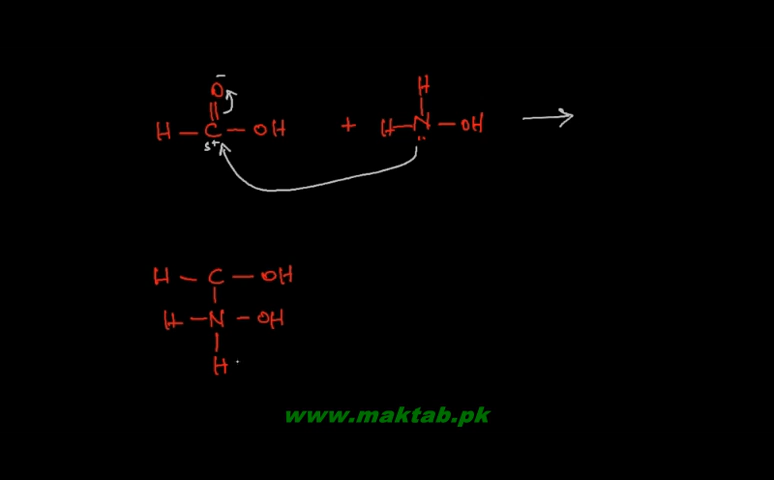 O⁻ H
H — C — OH + H — N — OH →
δ+ ..
H — C — OH
H — N — OH
H
www.maktab.pk